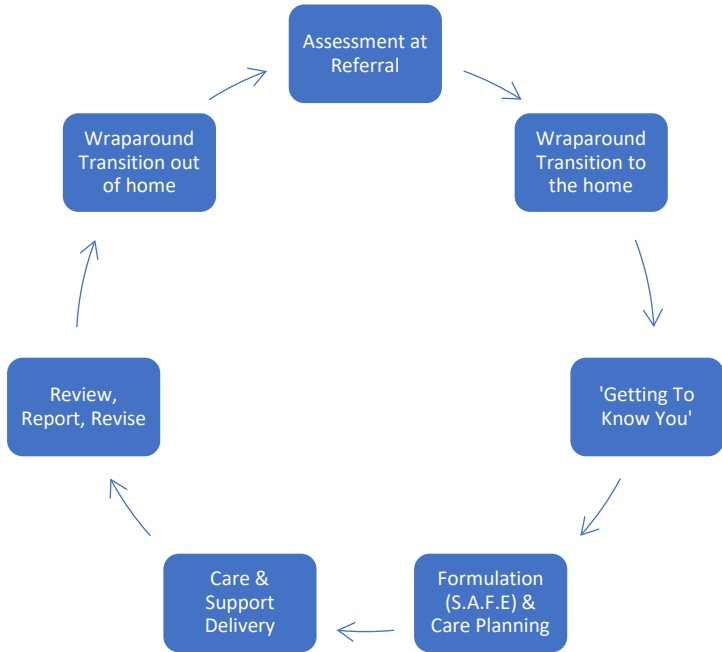 Assessment at
Referral
Wraparound
Transition to
the home
'Getting To
Know You'
Formulation
(S.A.F.E) &
Care Planning
Care &
Support
Delivery
Review,
Report, Revise
Wraparound
Transition out
of home